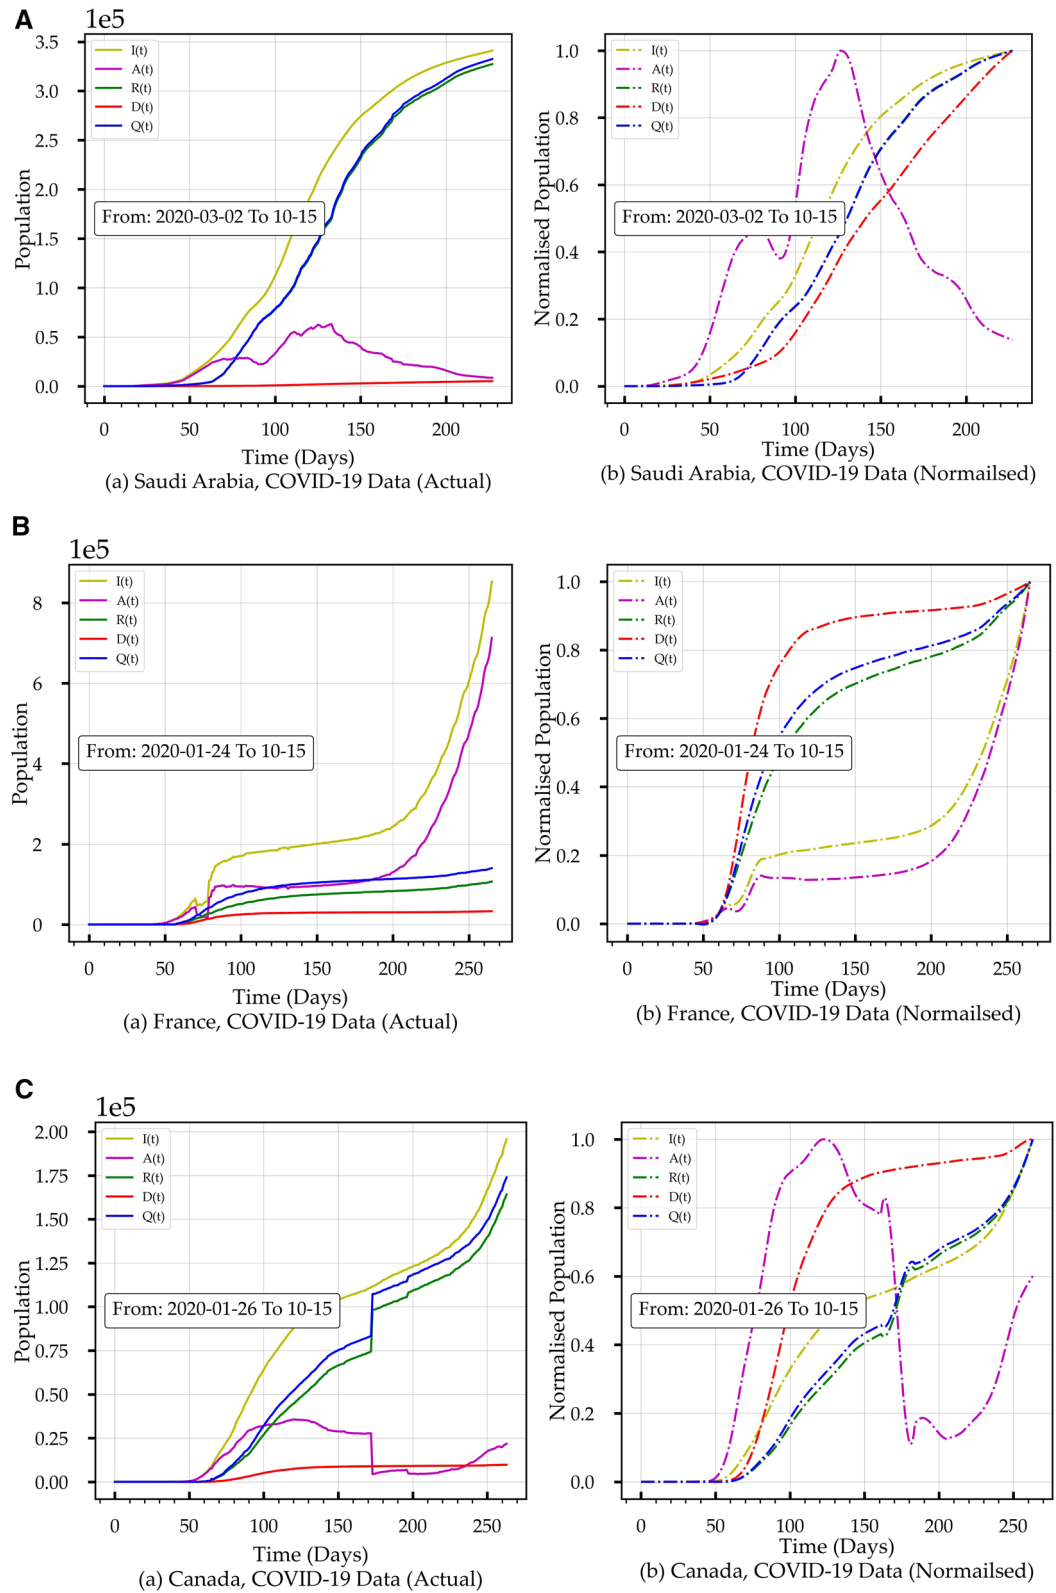 A
1e5
I(t)
A(t)
R(t)
D(t)
Q(t)
From: 2020-03-02 To 10-15
Population
3.5
3.0
2.5
2.0
1.5
1.0
0.5
0.0
0 50 100 150 200
Time (Days)
(a) Saudi Arabia, COVID-19 Data (Actual)
I(t)
A(t)
R(t)
D(t)
Q(t)
From: 2020-03-02 To 10-15
Normalised Population
1.0
0.8
0.6
0.4
0.2
0.0
0 50 100 150 200
Time (Days)
(b) Saudi Arabia, COVID-19 Data (Normailsed)
B
1e5
I(t)
A(t)
R(t)
D(t)
Q(t)
From: 2020-01-24 To 10-15
Population
8
6
4
2
0
0 50 100 150 200 250
Time (Days)
(a) France, COVID-19 Data (Actual)
I(t)
A(t)
R(t)
D(t)
Q(t)
From: 2020-01-24 To 10-15
Normalised Population
1.0
0.8
0.6
0.4
0.2
0.0
0 50 100 150 200 250
Time (Days)
(b) France, COVID-19 Data (Normailsed)
C
1e5
I(t)
A(t)
R(t)
D(t)
Q(t)
From: 2020-01-26 To 10-15
Population
2.00
1.75
1.50
1.25
1.00
0.75
0.50
0.25
0.00
0 50 100 150 200 250
Time (Days)
(a) Canada, COVID-19 Data (Actual)
I(t)
A(t)
R(t)
D(t)
Q(t)
From: 2020-01-26 To 10-15
Normalised Population
1.0
0.8
0.6
0.4
0.2
0.0
0 50 100 150 200 250
Time (Days)
(b) Canada, COVID-19 Data (Normailsed)